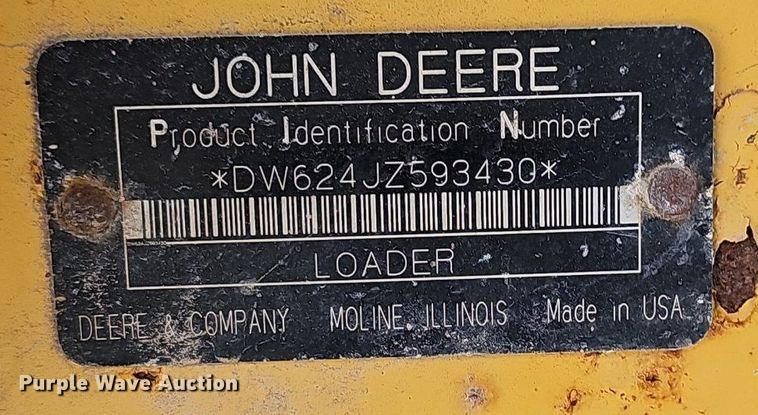 JOHN DEERE
Product Identification Number
*DW624JZ593430*
LOADER
DEERE & COMPANY MOLINE, ILLINOIS Made in USA
Purple Wave Auction